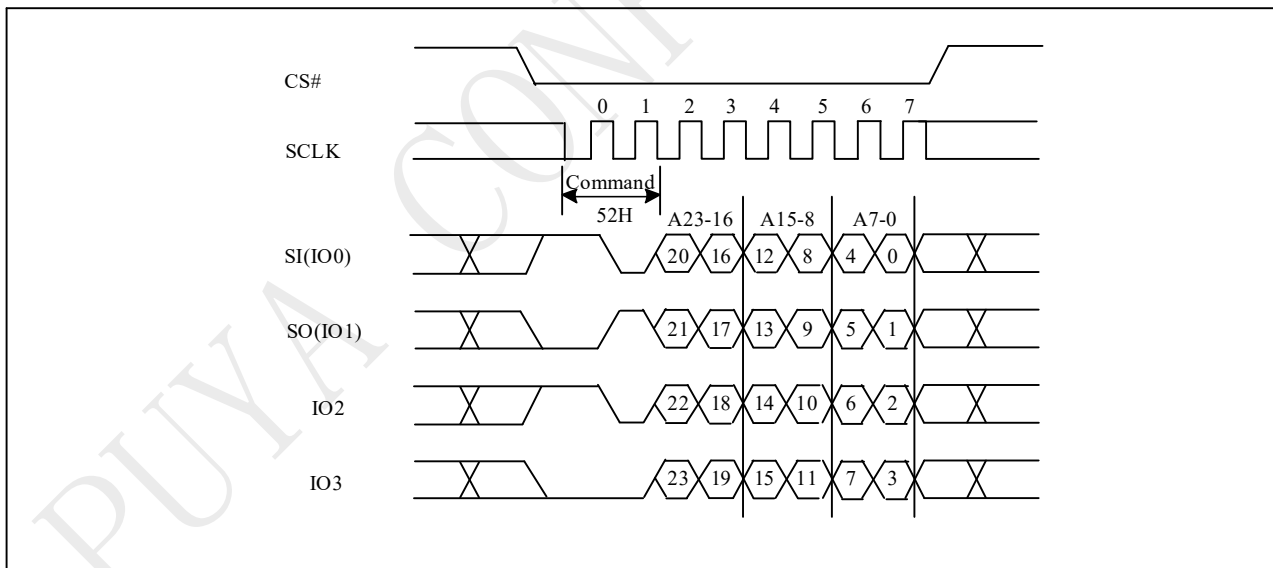 PUYA CONF
CS#
0 1 2 3 4 5 6 7
SCLK
Command
52H
A23-16 A15-8 A7-0
SI(IO0) 20 16 12 8 4 0
SO(IO1) 21 17 13 9 5 1
IO2 22 18 14 10 6 2
IO3 23 19 15 11 7 3